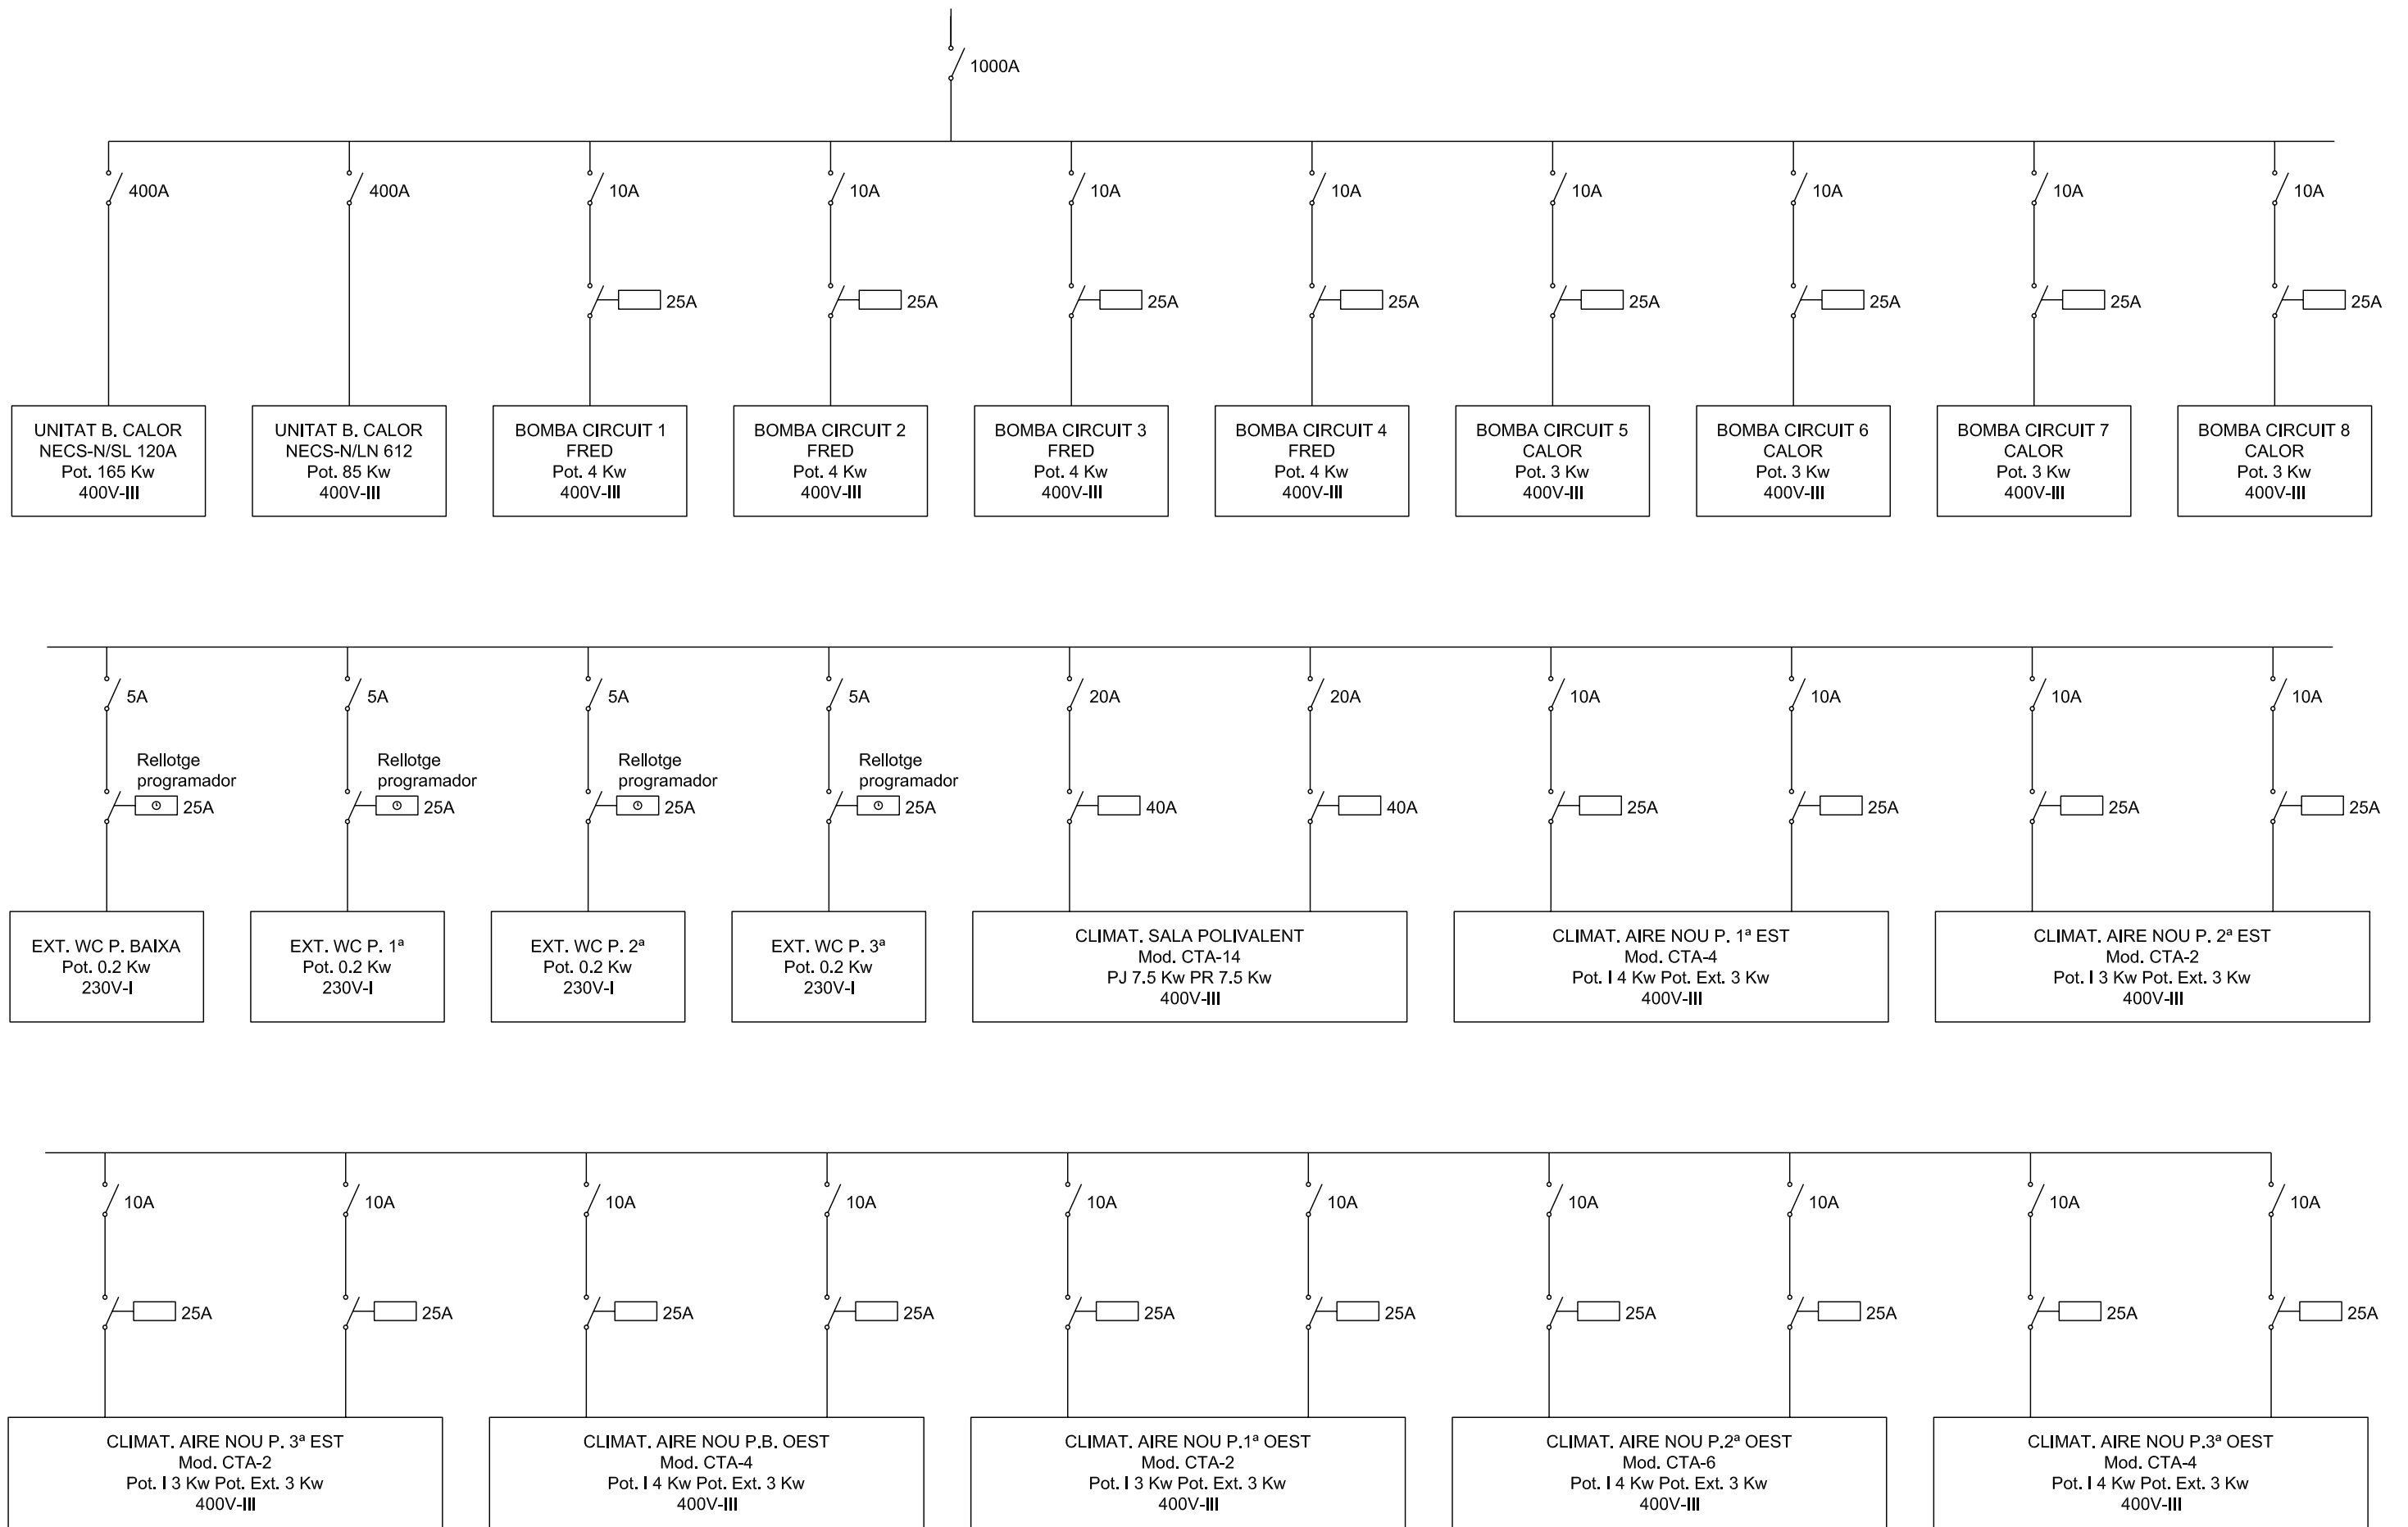 1000A
400A
400A
10A
10A
10A
10A
10A
10A
10A
10A
25A
25A
25A
25A
25A
25A
25A
25A
UNITAT B. CALOR
NECS-N/SL 120A
Pot. 165 Kw
400V-III
UNITAT B. CALOR
NECS-N/LN 612
Pot. 85 Kw
400V-III
BOMBA CIRCUIT 1
FRED
Pot. 4 Kw
400V-III
BOMBA CIRCUIT 2
FRED
Pot. 4 Kw
400V-III
BOMBA CIRCUIT 3
FRED
Pot. 4 Kw
400V-III
BOMBA CIRCUIT 4
FRED
Pot. 4 Kw
400V-III
BOMBA CIRCUIT 5
CALOR
Pot. 3 Kw
400V-III
BOMBA CIRCUIT 6
CALOR
Pot. 3 Kw
400V-III
BOMBA CIRCUIT 7
CALOR
Pot. 3 Kw
400V-III
BOMBA CIRCUIT 8
CALOR
Pot. 3 Kw
400V-III
5A
5A
5A
5A
20A
20A
10A
10A
10A
10A
Rellotge
programador
25A
Rellotge
programador
25A
Rellotge
programador
25A
Rellotge
programador
25A
40A
40A
25A
25A
25A
25A
EXT. WC P. BAIXA
Pot. 0.2 Kw
230V-I
EXT. WC P. 1ª
Pot. 0.2 Kw
230V-I
EXT. WC P. 2ª
Pot. 0.2 Kw
230V-I
EXT. WC P. 3ª
Pot. 0.2 Kw
230V-I
CLIMAT. SALA POLIVALENT
Mod. CTA-14
PJ 7.5 Kw PR 7.5 Kw
400V-III
CLIMAT. AIRE NOU P. 1ª EST
Mod. CTA-4
Pot. I 4 Kw Pot. Ext. 3 Kw
400V-III
CLIMAT. AIRE NOU P. 2ª EST
Mod. CTA-2
Pot. I 3 Kw Pot. Ext. 3 Kw
400V-III
10A
10A
10A
10A
10A
10A
10A
10A
10A
10A
25A
25A
25A
25A
25A
25A
25A
25A
25A
25A
CLIMAT. AIRE NOU P. 3ª EST
Mod. CTA-2
Pot. I 3 Kw Pot. Ext. 3 Kw
400V-III
CLIMAT. AIRE NOU P.B. OEST
Mod. CTA-4
Pot. I 4 Kw Pot. Ext. 3 Kw
400V-III
CLIMAT. AIRE NOU P.1ª OEST
Mod. CTA-2
Pot. I 3 Kw Pot. Ext. 3 Kw
400V-III
CLIMAT. AIRE NOU P.2ª OEST
Mod. CTA-6
Pot. I 4 Kw Pot. Ext. 3 Kw
400V-III
CLIMAT. AIRE NOU P.3ª OEST
Mod. CTA-4
Pot. I 4 Kw Pot. Ext. 3 Kw
400V-III